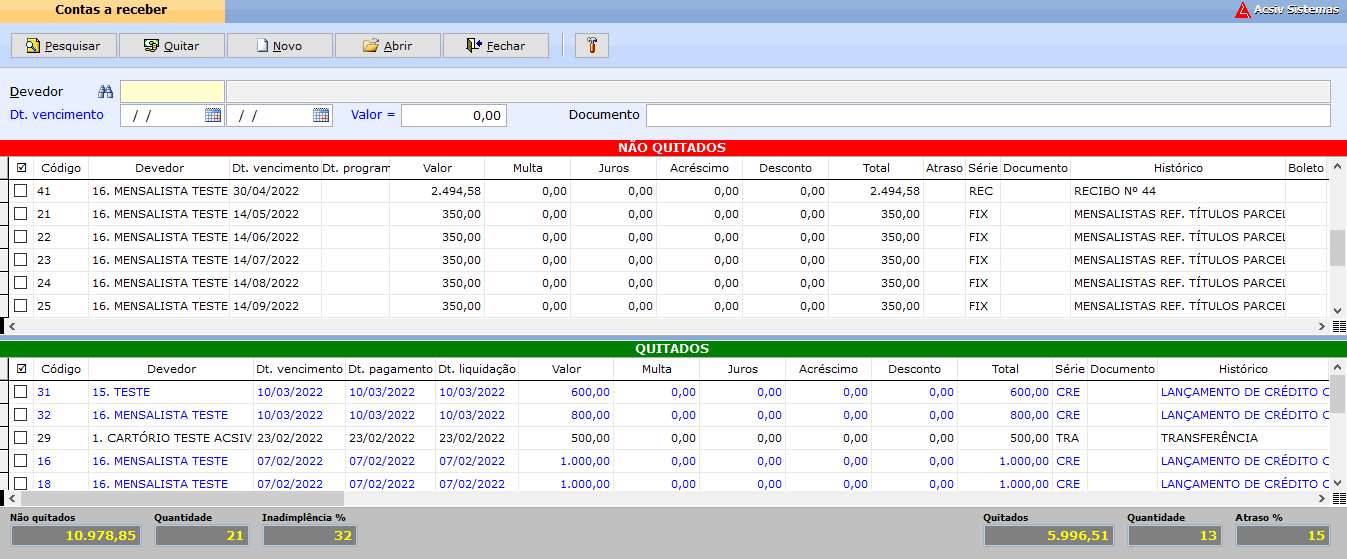 Contas a receber
Acsiv Sistemas
Pesquisar Quitar Novo Abrir Fechar
Devedor
Dt. vencimento / / / / Valor = 0,00 Documento
NÃO QUITADOS
Código Devedor Dt. vencimento Dt. program Valor Multa Juros Acréscimo Desconto Total Atraso Série Documento Histórico Boleto
41 16. MENSALISTA TESTE 30/04/2022 2.494,58 0,00 0,00 0,00 0,00 2.494,58 REC RECIBO Nº 44
21 16. MENSALISTA TESTE 14/05/2022 350,00 0,00 0,00 0,00 0,00 350,00 FIX MENSALISTAS REF. TÍTULOS PARCEL
22 16. MENSALISTA TESTE 14/06/2022 350,00 0,00 0,00 0,00 0,00 350,00 FIX MENSALISTAS REF. TÍTULOS PARCEL
23 16. MENSALISTA TESTE 14/07/2022 350,00 0,00 0,00 0,00 0,00 350,00 FIX MENSALISTAS REF. TÍTULOS PARCEL
24 16. MENSALISTA TESTE 14/08/2022 350,00 0,00 0,00 0,00 0,00 350,00 FIX MENSALISTAS REF. TÍTULOS PARCEL
25 16. MENSALISTA TESTE 14/09/2022 350,00 0,00 0,00 0,00 0,00 350,00 FIX MENSALISTAS REF. TÍTULOS PARCEL
QUITADOS
Código Devedor Dt. vencimento Dt. pagamento Dt. liquidação Valor Multa Juros Acréscimo Desconto Total Série Documento Histórico
31 15. TESTE 10/03/2022 10/03/2022 10/03/2022 600,00 0,00 0,00 0,00 0,00 600,00 CRE LANÇAMENTO DE CRÉDITO C
32 16. MENSALISTA TESTE 10/03/2022 10/03/2022 10/03/2022 800,00 0,00 0,00 0,00 0,00 800,00 CRE LANÇAMENTO DE CRÉDITO C
29 1. CARTÓRIO TESTE ACSIV 23/02/2022 23/02/2022 23/02/2022 500,00 0,00 0,00 0,00 0,00 500,00 TRA TRANSFERÊNCIA
16 16. MENSALISTA TESTE 07/02/2022 07/02/2022 07/02/2022 1.000,00 0,00 0,00 0,00 0,00 1.000,00 CRE LANÇAMENTO DE CRÉDITO C
18 16. MENSALISTA TESTE 07/02/2022 07/02/2022 07/02/2022 1.000,00 0,00 0,00 0,00 0,00 1.000,00 CRE LANÇAMENTO DE CRÉDITO C
Não quitados Quantidade Inadimplência % Quitados Quantidade Atraso %
10.978,85 21 32 5.996,51 13 15